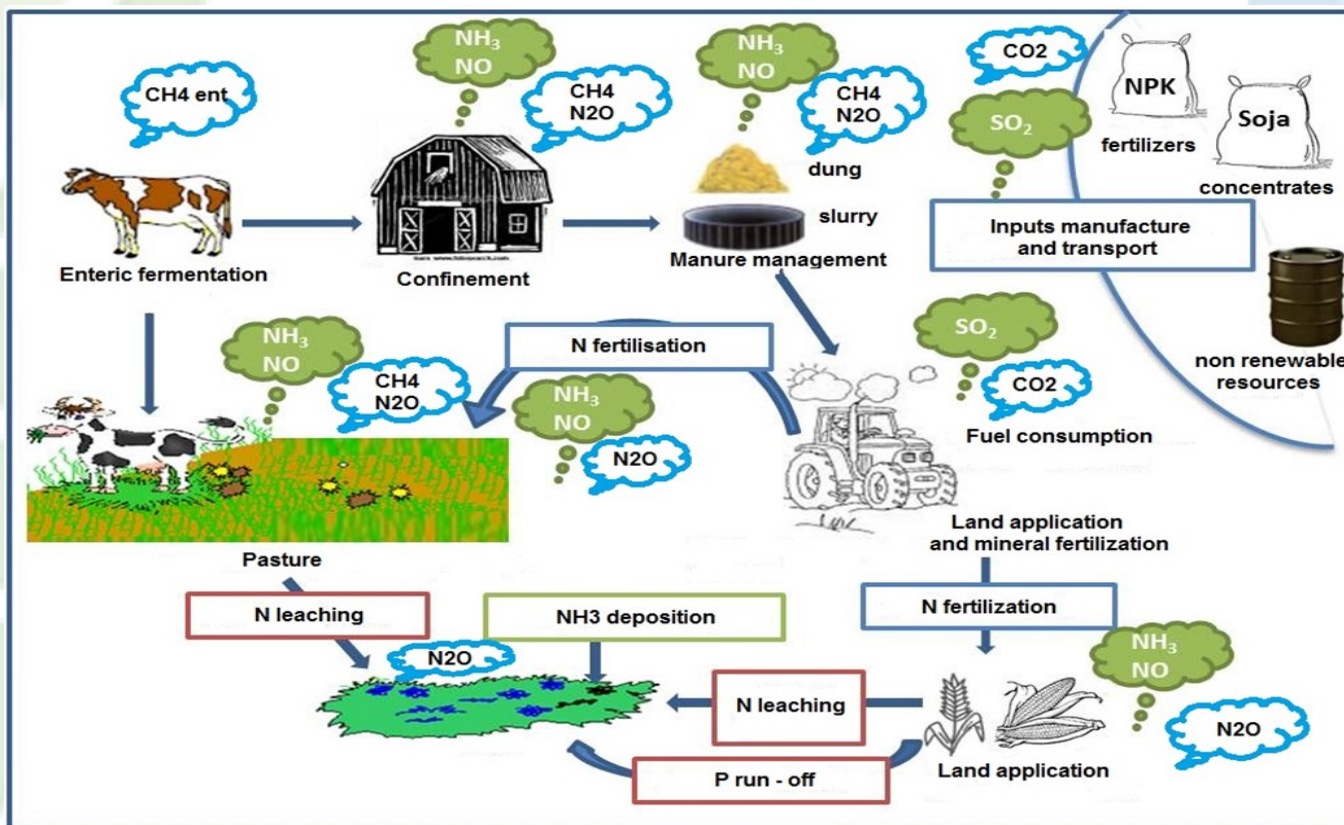 CH4 ent
NH3
NO
CH4
N2O
NH3
NO
CH4
N2O
CO2
SO2
NPK
fertilizers
Soja
concentrates
dung
slurry
Enteric fermentation
Confinement
Manure management
Inputs manufacture
and transport
non renewable
resources
NH3
NO
CH4
N2O
N fertilisation
NH3
NO
N2O
SO2
CO2
Fuel consumption
Land application
and mineral fertilization
Pasture
N leaching
NH3 deposition
N fertilization
N2O
N leaching
NH3
NO
N2O
Land application
P run - off